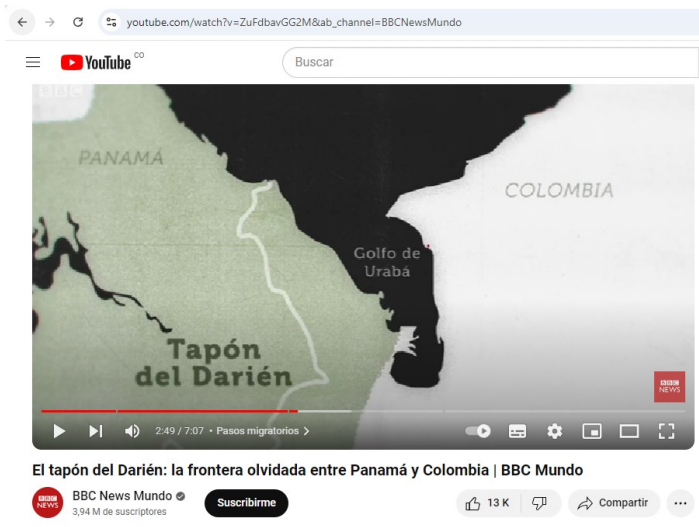 youtube.com/watch?v=ZuFdbavGG2M&ab_channel=BBCNewsMundo
YouTube CO
Buscar
BBC
PANAMÁ
COLOMBIA
Golfo de
Urabá
Tapón
del Darién
BBC
NEWS
2:49 / 7:07 • Pasos migratorios
El tapón del Darién: la frontera olvidada entre Panamá y Colombia | BBC Mundo
BBC
NEWS
BBC News Mundo
3,94 M de suscriptores
Suscribirme
13 K
Compartir